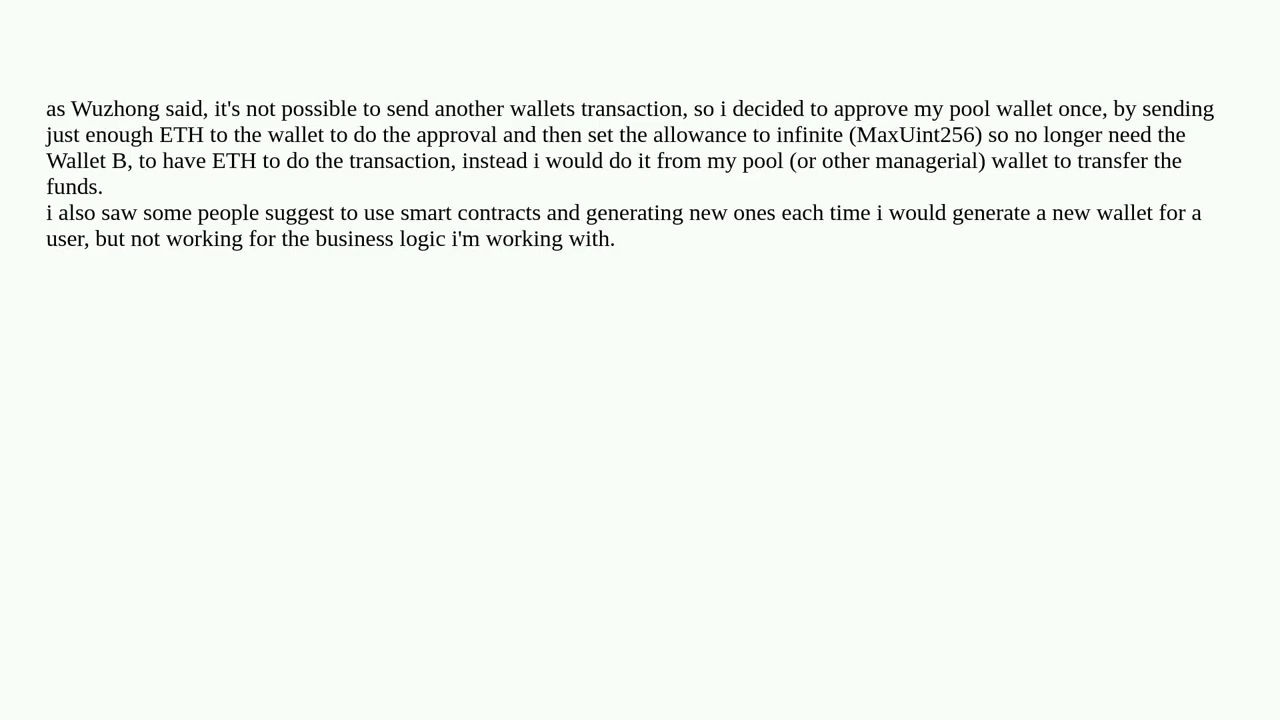 as Wuzhong said, it's not possible to send another wallets transaction, so i decided to approve my pool wallet once, by sending
just enough ETH to the wallet to do the approval and then set the allowance to infinite (MaxUint256) so no longer need the
Wallet B, to have ETH to do the transaction, instead i would do it from my pool (or other managerial) wallet to transfer the
funds.
i also saw some people suggest to use smart contracts and generating new ones each time i would generate a new wallet for a
user, but not working for the business logic i'm working with.